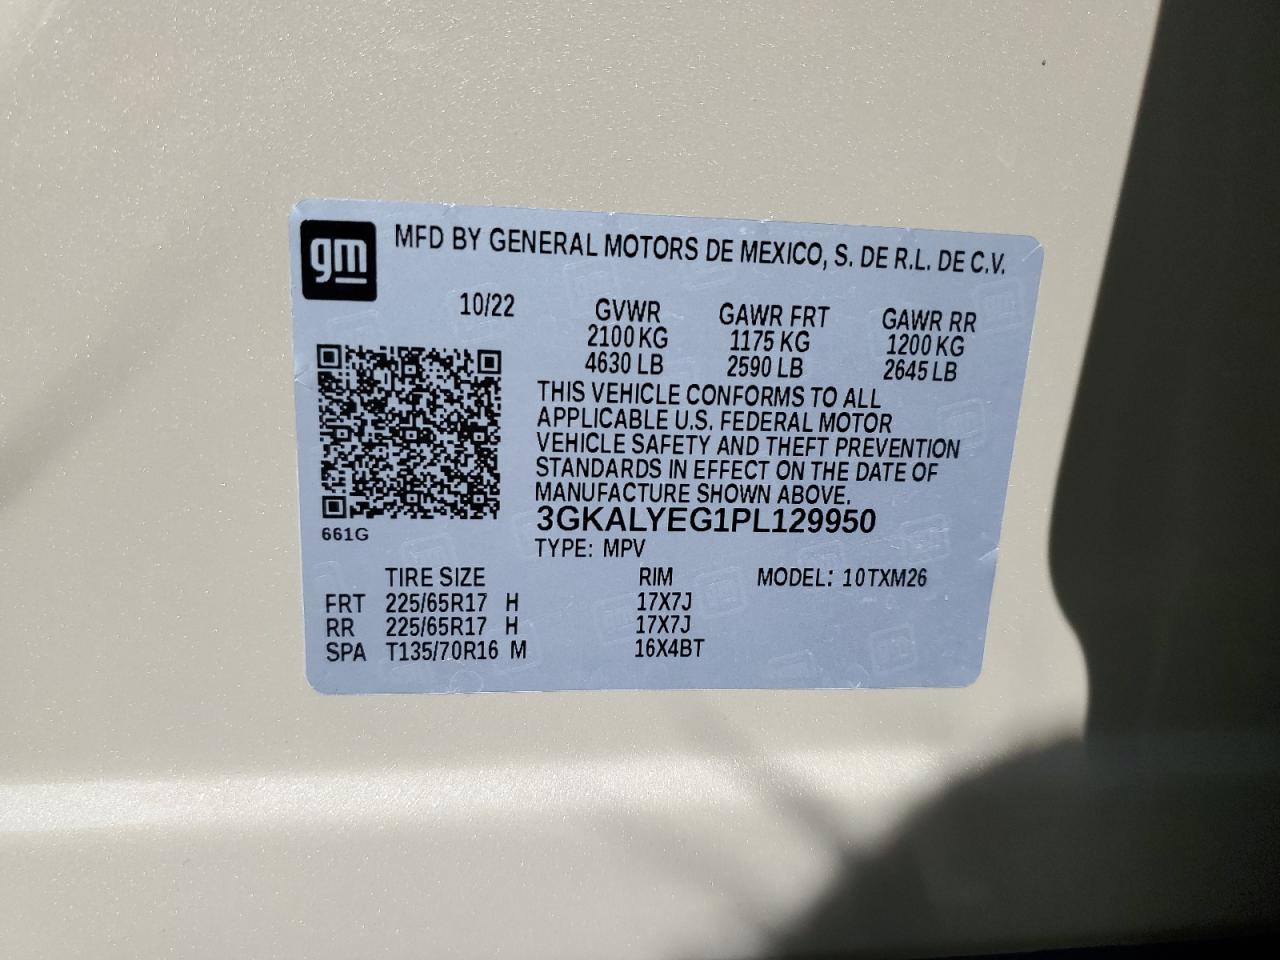 gm
MFD BY GENERAL MOTORS DE MEXICO, S. DE R.L. DE C.V.
10/22 GVWR GAWR FRT GAWR RR
2100 KG 1175 KG 1200 KG
4630 LB 2590 LB 2645 LB
THIS VEHICLE CONFORMS TO ALL
APPLICABLE U.S. FEDERAL MOTOR
VEHICLE SAFETY AND THEFT PREVENTION
STANDARDS IN EFFECT ON THE DATE OF
MANUFACTURE SHOWN ABOVE.
3GKALYEG1PL129950
661G
TYPE: MPV
TIRE SIZE RIM MODEL: 10TXM26
FRT 225/65R17 H 17X7J
RR 225/65R17 H 17X7J
SPA T135/70R16 M 16X4BT